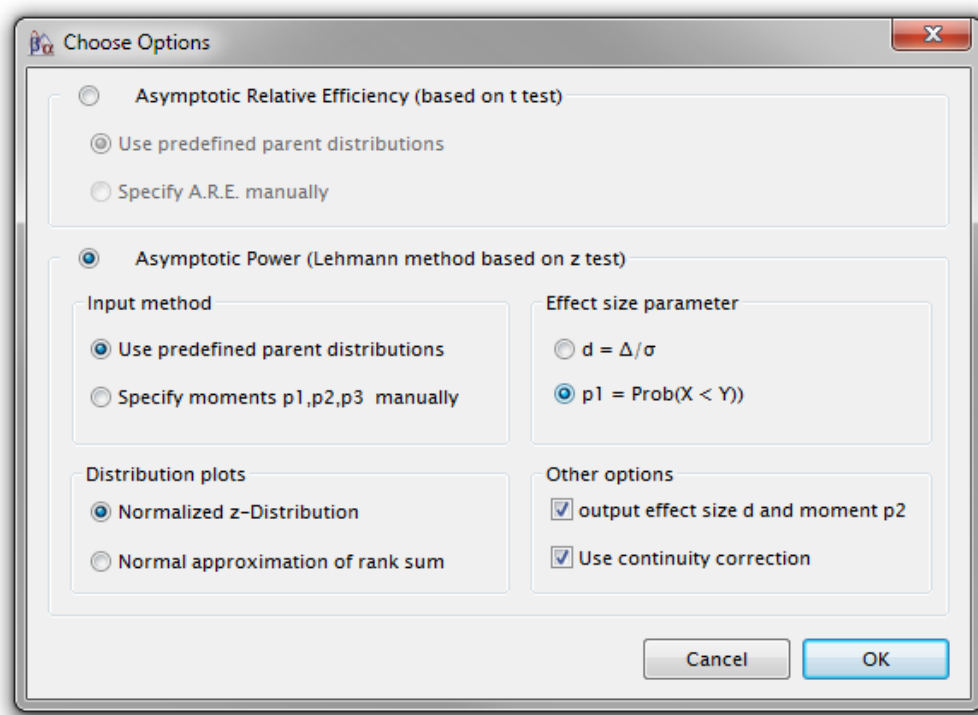 βα Choose Options
Asymptotic Relative Efficiency (based on t test)
Use predefined parent distributions
Specify A.R.E. manually
Asymptotic Power (Lehmann method based on z test)
Input method
Use predefined parent distributions
Specify moments p1,p2,p3 manually
Effect size parameter
d = Δ/σ
p1 = Prob(X < Y))
Distribution plots
Normalized z-Distribution
Normal approximation of rank sum
Other options
output effect size d and moment p2
Use continuity correction
Cancel
OK